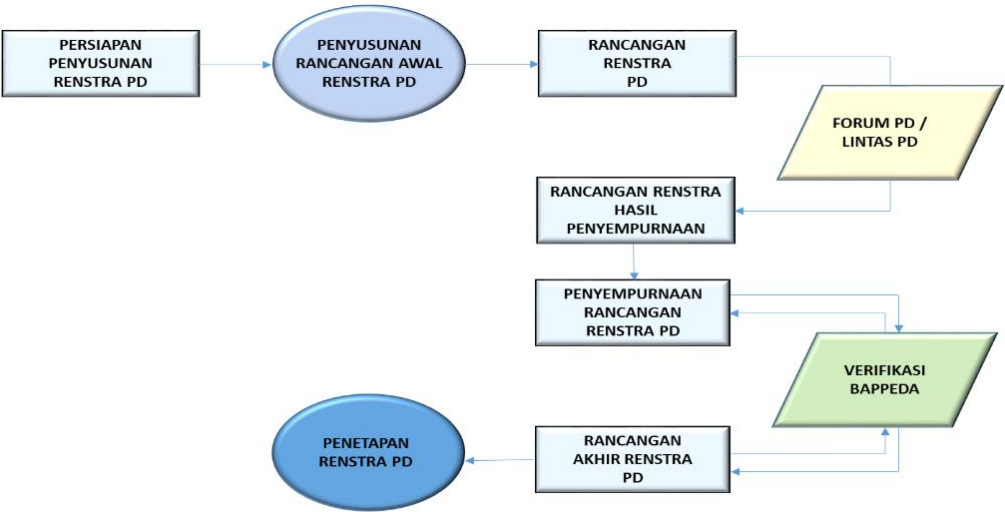 PERSIAPAN
PENYUSUNAN
RENSTRA PD
PENYUSUNAN
RANCANGAN AWAL
RENSTRA PD
RANCANGAN
RENSTRA
PD
FORUM PD /
LINTAS PD
RANCANGAN RENSTRA
HASIL
PENYEMPURNAAN
PENYEMPURNAAN
RANCANGAN
RENSTRA PD
VERIFIKASI
BAPPEDA
RANCANGAN
AKHIR RENSTRA
PD
PENETAPAN
RENSTRA PD